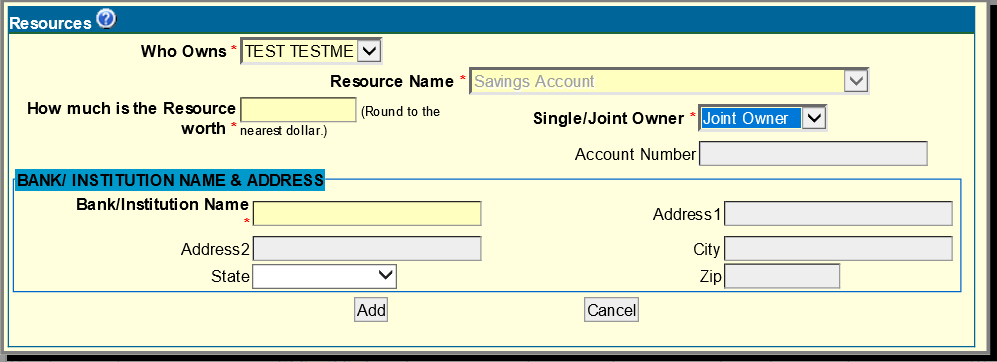 Resources ?
Who Owns * TEST TESTME
Resource Name * Savings Account
How much is the Resource worth * (Round to the nearest dollar.)
Single/Joint Owner * Joint Owner
Account Number
BANK/ INSTITUTION NAME & ADDRESS
Bank/Institution Name *
Address1
Address2
City
State
Zip
Add
Cancel